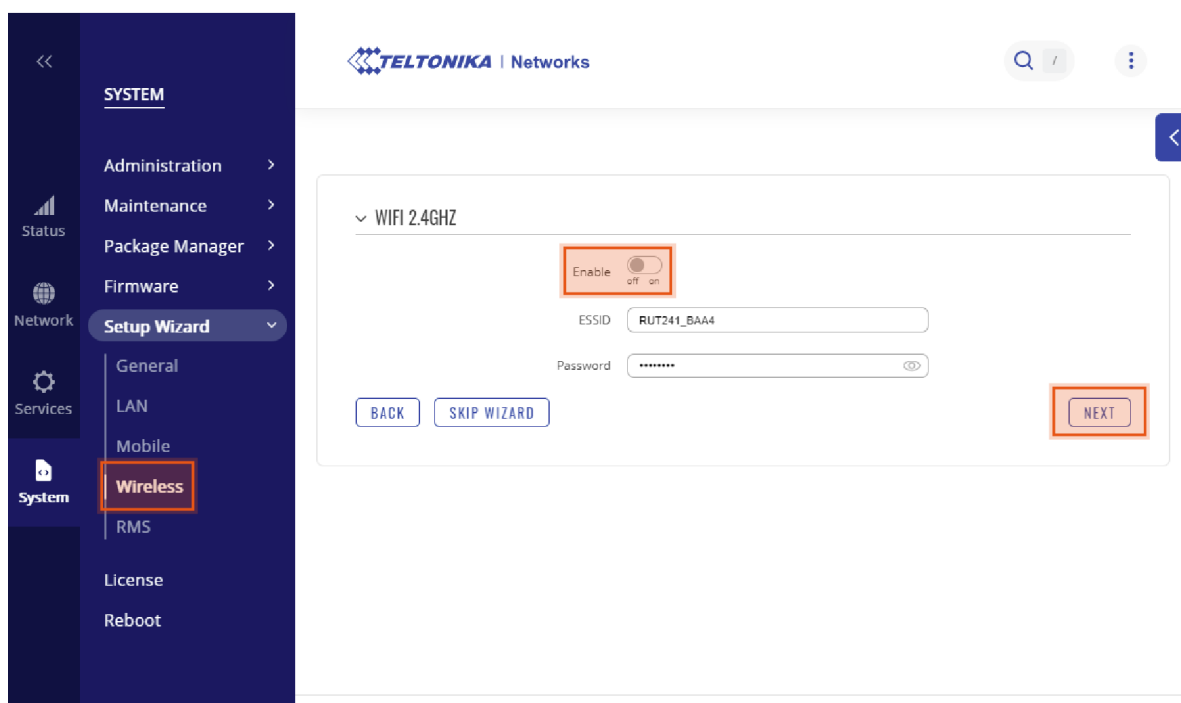 SYSTEM
Status
Network
Services
System
Administration
Maintenance
Package Manager
Firmware
Setup Wizard
General
LAN
Mobile
Wireless
RMS
License
Reboot
TELTONIKA | Networks
/
WIFI 2.4GHZ
Enable
off on
ESSID RUT241_BAA4
Password ••••••••
BACK SKIP WIZARD NEXT